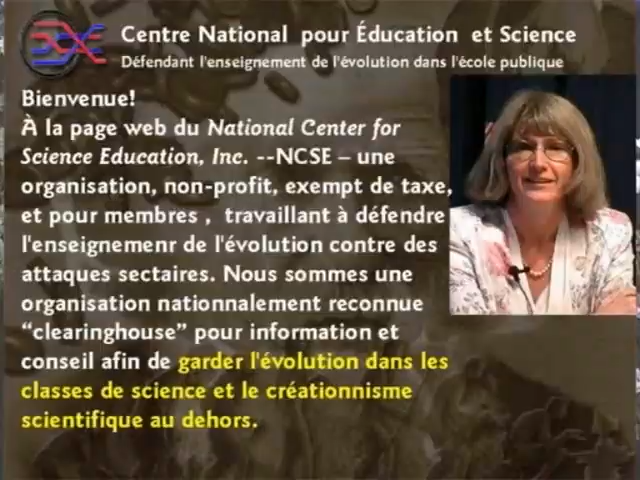 Centre National pour Éducation et Science
Défendant l'enseignement de l'évolution dans l'école publique
Bienvenue!
À la page web du National Center for
Science Education, Inc. --NCSE – une
organisation, non-profit, exempt de taxe,
et pour membres , travaillant à défendre
l'enseignemenr de l'évolution contre des
attaques sectaires. Nous sommes une
organisation nationnalement reconnue
“clearinghouse” pour information et
conseil afin de garder l'évolution dans les
classes de science et le créationnisme
scientifique au dehors.